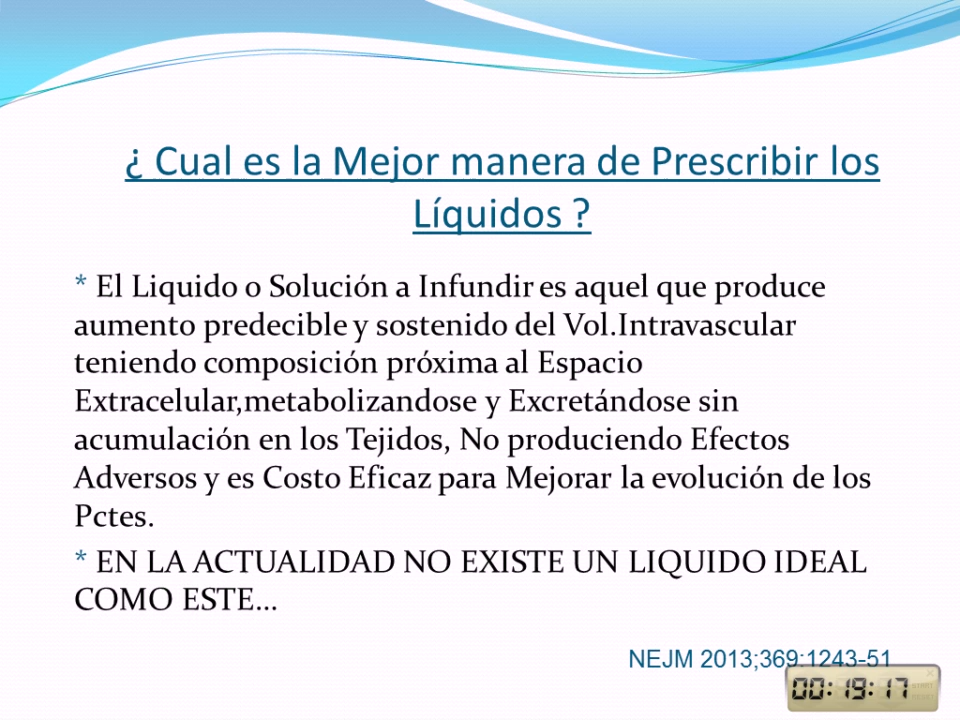 ¿ Cual es la Mejor manera de Prescribir los
Líquidos ?
* El Liquido o Solución a Infundir es aquel que produce
aumento predecible y sostenido del Vol.Intravascular
teniendo composición próxima al Espacio
Extracelular,metabolizandose y Excretándose sin
acumulación en los Tejidos, No produciendo Efectos
Adversos y es Costo Eficaz para Mejorar la evolución de los
Pctes.
* EN LA ACTUALIDAD NO EXISTE UN LIQUIDO IDEAL
COMO ESTE...
NEJM 2013;369:1243-51
00:19:17